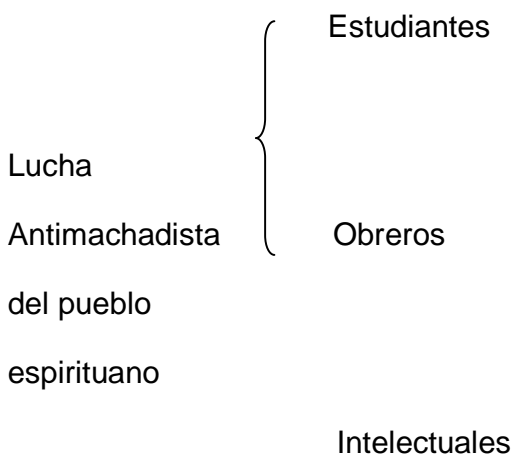 Estudiantes
Lucha
Antimachadista
Obreros
del pueblo
espirituano
Intelectuales